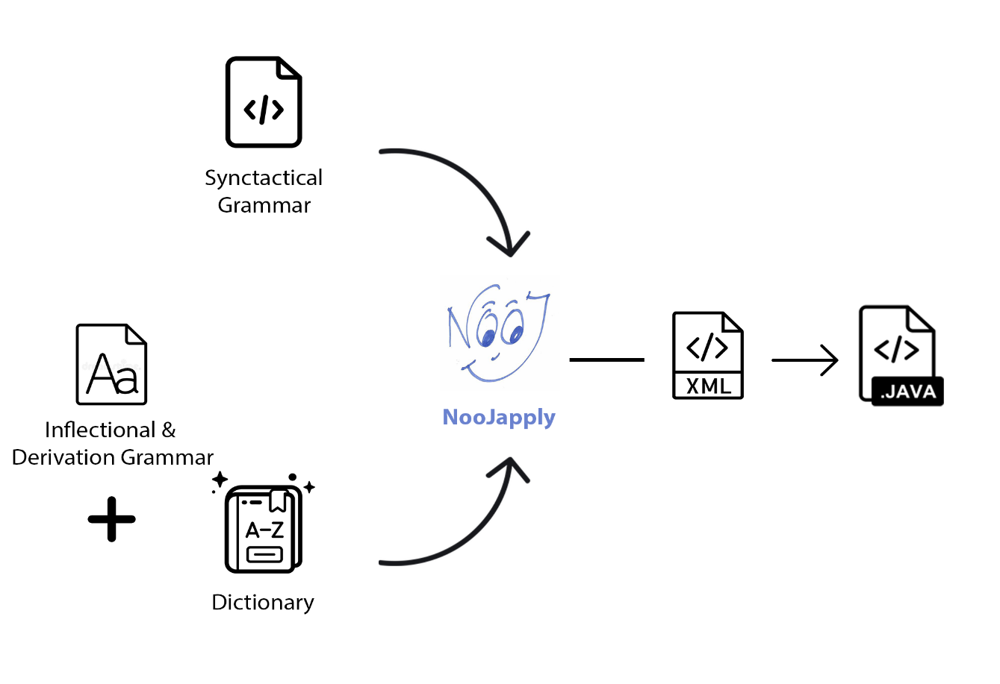 </>
Synctactical
Grammar
NooJ
NooJapply
</>
XML
</>
.JAVA
Aa
Inflectional &
Derivation Grammar
A-Z
Dictionary